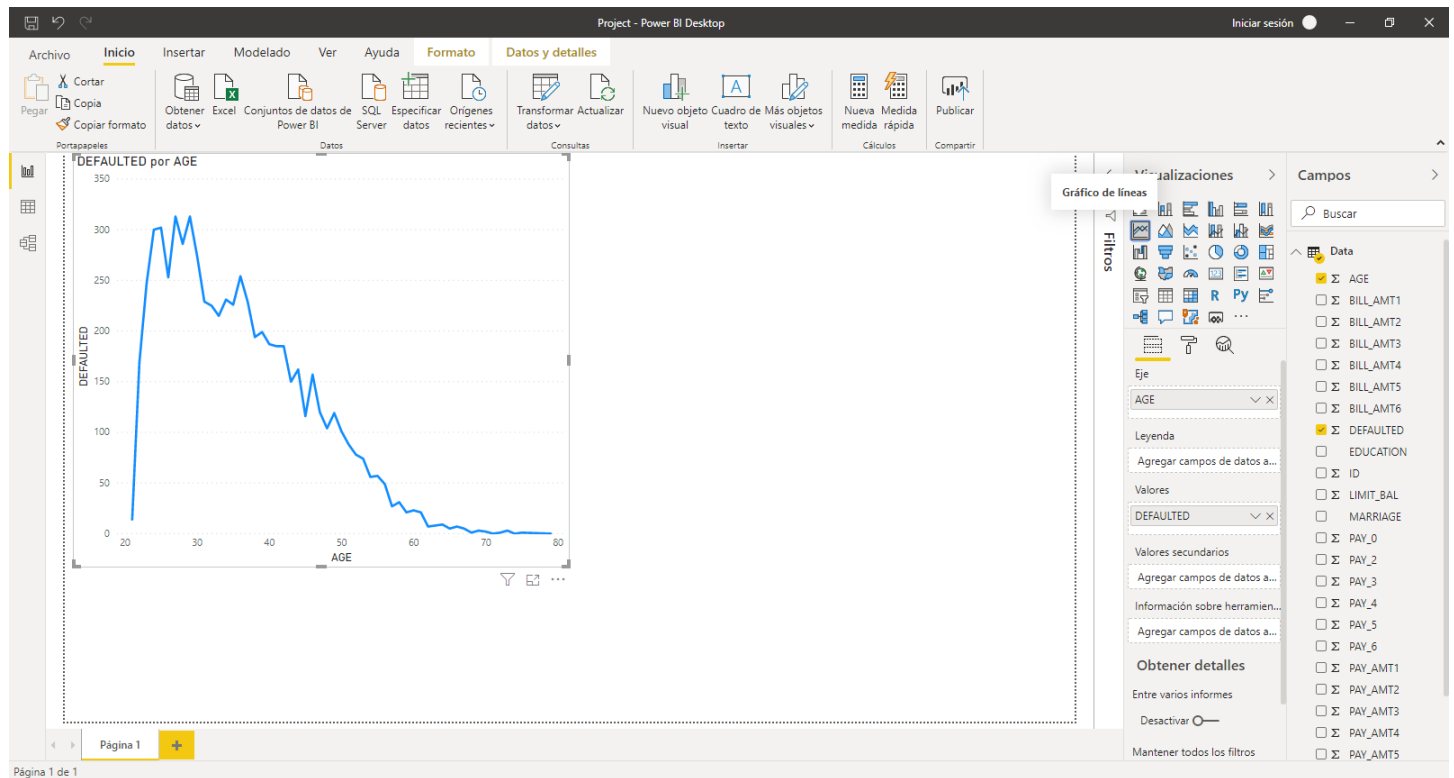 Project - Power BI Desktop
Iniciar sesión
Archivo
Inicio
Insertar
Modelado
Ver
Ayuda
Formato
Datos y detalles
Pegar
Cortar
Copia
Copiar formato
Portapapeles
Obtener datos
Excel
Conjuntos de datos de Power BI
SQL Server
Especificar datos
Orígenes recientes
Datos
Transformar datos
Actualizar
Consultas
Nuevo objeto visual
Cuadro de texto
Más objetos visuales
Insertar
Nueva medida
Medida rápida
Cálculos
Publicar
Compartir
DEFAULTED por AGE
350
300
250
200
150
100
50
0
DEFAULTED
20 30 40 50 60 70 80
AGE
Filtros
Gráfico de líneas
Visualizaciones
R Py
123
Eje
AGE
Leyenda
Agregar campos de datos a...
Valores
DEFAULTED
Valores secundarios
Agregar campos de datos a...
Información sobre herramien...
Agregar campos de datos a...
Obtener detalles
Entre varios informes
Desactivar
Mantener todos los filtros
Campos
Buscar
Data
Σ AGE
Σ BILL_AMT1
Σ BILL_AMT2
Σ BILL_AMT3
Σ BILL_AMT4
Σ BILL_AMT5
Σ BILL_AMT6
Σ DEFAULTED
EDUCATION
Σ ID
Σ LIMIT_BAL
MARRIAGE
Σ PAY_0
Σ PAY_2
Σ PAY_3
Σ PAY_4
Σ PAY_5
Σ PAY_6
Σ PAY_AMT1
Σ PAY_AMT2
Σ PAY_AMT3
Σ PAY_AMT4
Σ PAY_AMT5
Página 1
Página 1 de 1